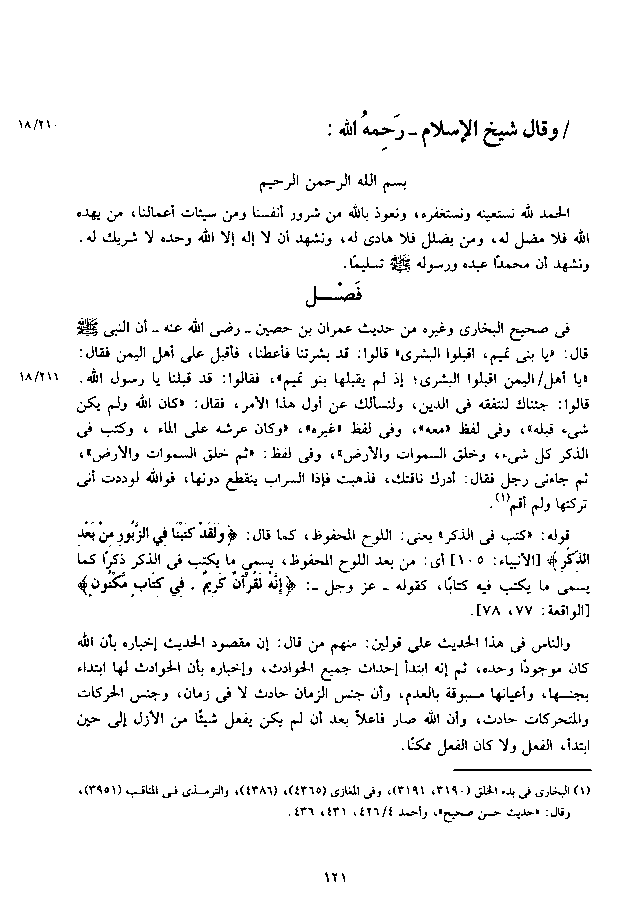 ١٨/٢١٠
/ وقال شيخ الإسلام ـ رَحِمهُ الله :
بسم الله الرحمن الرحيم
الحمد لله نستعينه ونستغفره، ونعوذ بالله من شرور أنفسنا ومن سيئات أعمالنا، من يهده
الله فلا مضل له، ومن يضلل فلا هادى له، ونشهد أن لا إله إلا الله وحده لا شريك له.
ونشهد أن محمدًا عبده ورسوله ﷺ تسليمًا.
فَصْــل
فى صحيح البخارى وغيره من حديث عمران بن حصين ـ رضى الله عنه ـ أن النبى ﷺ
قال: «يا بنى تميم، اقبلوا البشرى» قالوا: قد بشرتنا فأعطنا، فأقبل على أهل اليمن فقال:
١٨/٢١١
«يا أهل/اليمن اقبلوا البشرى؛ إذ لم يقبلها بنو تميم»، فقالوا: قد قبلنا يا رسول الله.
قالوا: جئناك لنتفقه فى الدين، ولنسألك عن أول هذا الأمر، فقال: «كان الله ولم يكن
شىء قبله»، وفى لفظ «معه»، وفى لفظ «غيره»، «وكان عرشه على الماء ، وكتب فى
الذكر كل شىء، وخلق السموات والأرض»، وفى لفظ: «ثم خلق السموات والأرض»،
ثم جاءنى رجل فقال: أدرك ناقتك، فذهبت فإذا السراب ينقطع دونها، فوالله لوددت أنى
تركتها ولم أقم(١).
قوله: «كتب فى الذكر» يعنى: اللوح المحفوظ، كما قال: ﴿وَلَقَدْ كَتَبْنَا فِي الزَّبُورِ مِنْ بَعْدِ
الذِّكْرِ﴾ [الأنبياء: ١٠٥] أى: من بعد اللوح المحفوظ، يسمى ما يكتب فى الذكر ذكرًا كما
يسمى ما يكتب فيه كتابًا، كقوله ـ عز وجل ـ: ﴿إِنَّهُ لَقُرْآنٌ كَرِيمٌ . فِي كِتَابٍ مَّكْنُونٍ﴾
[الواقعة: ٧٧، ٧٨].
والناس فى هذا الحديث على قولين: منهم من قال: إن مقصود الحديث إخباره بأن الله
كان موجودًا وحده، ثم إنه ابتدأ إحداث جميع الحوادث، وإخباره بأن الحوادث لها ابتداء
بجنسها، وأعيانها مسبوقة بالعدم، وأن جنس الزمان حادث لا فى زمان، وجنس الحركات
والمتحركات حادث، وأن الله صار فاعلاً بعد أن لم يكن يفعل شيئًا من الأزل إلى حين
ابتدأ، الفعل ولا كان الفعل ممكنًا.
(١) البخارى فى بدء الخلق (٣١٩٠، ٣١٩١)، وفى المغازى (٤٣٦٥)، (٤٣٨٦)، والترمذى فى المناقب (٣٩٥١)،
وقال: «حديث حسن صحيح»، وأحمد ٤/٤٢٦، ٤٣١، ٤٣٦ .
١٢١